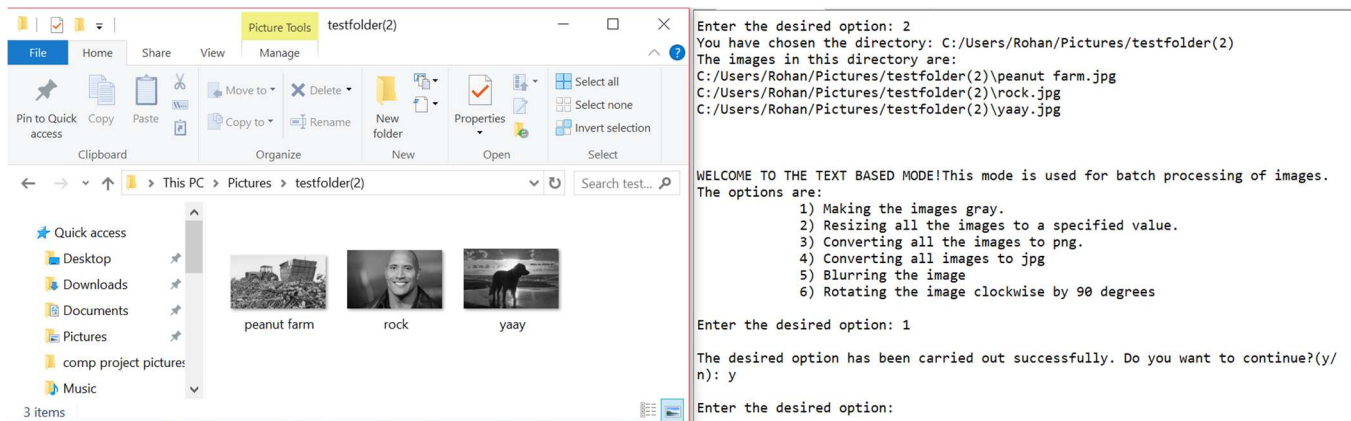 Picture Tools
testfolder(2)
File
Home
Share
View
Manage
Pin to Quick access
Copy
Paste
Move to
Copy to
Delete
Rename
New folder
Properties
Select all
Select none
Invert selection
Clipboard
Organize
New
Open
Select
This PC > Pictures > testfolder(2)
Search test...
Quick access
Desktop
Downloads
Documents
Pictures
comp project pictures
Music
peanut farm
rock
yaay
3 items
Enter the desired option: 2
You have chosen the directory: C:/Users/Rohan/Pictures/testfolder(2)
The images in this directory are:
C:/Users/Rohan/Pictures/testfolder(2)\peanut farm.jpg
C:/Users/Rohan/Pictures/testfolder(2)\rock.jpg
C:/Users/Rohan/Pictures/testfolder(2)\yaay.jpg
WELCOME TO THE TEXT BASED MODE!This mode is used for batch processing of images.
The options are:
1) Making the images gray.
2) Resizing all the images to a specified value.
3) Converting all the images to png.
4) Converting all images to jpg
5) Blurring the image
6) Rotating the image clockwise by 90 degrees
Enter the desired option: 1
The desired option has been carried out successfully. Do you want to continue?(y/
n): y
Enter the desired option: